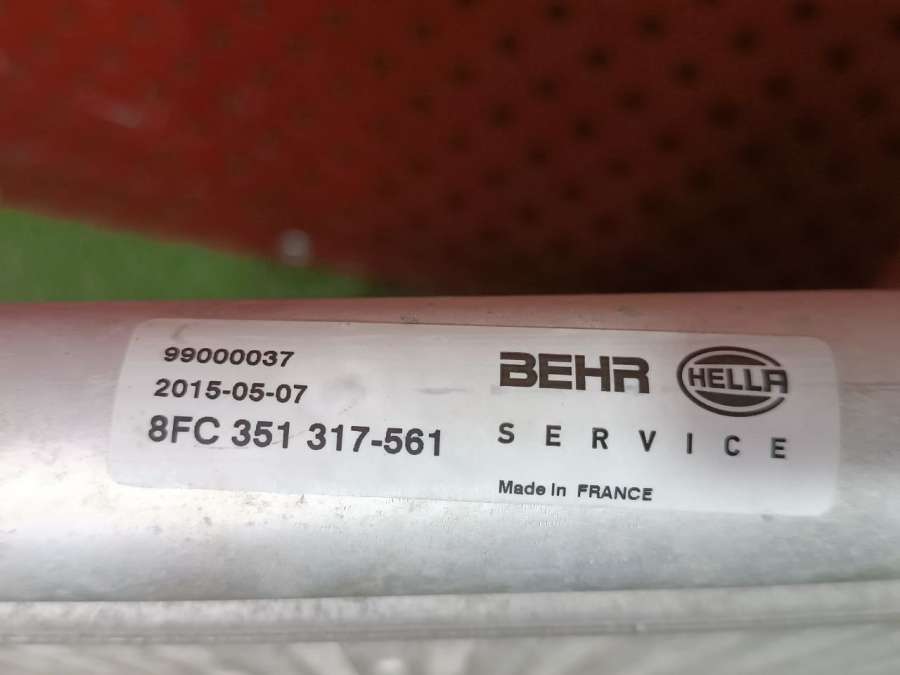 99000037
2015-05-07
8FC 351 317-561
BEHR HELLA
SERVICE
Made In FRANCE